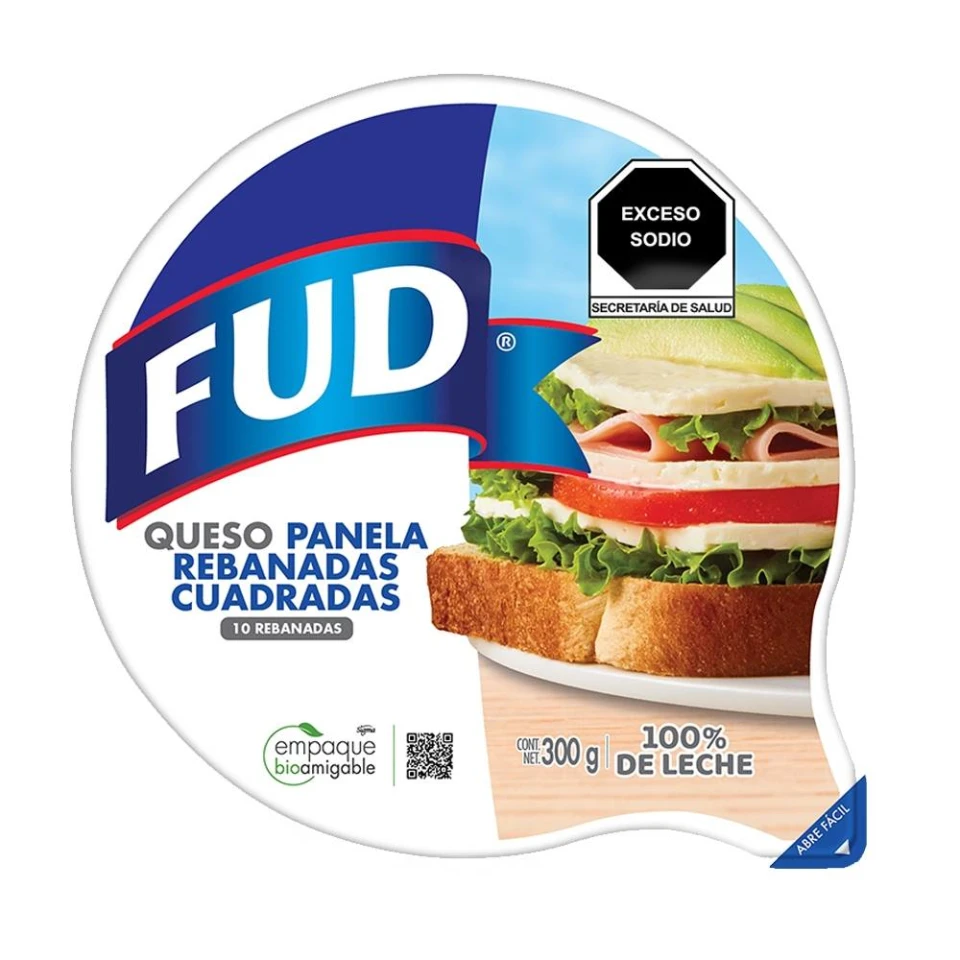 EXCESO
SODIO
SECRETARÍA DE SALUD
FUD®
QUESO PANELA
REBANADAS
CUADRADAS
10 REBANADAS
Sigma
empaque
bioamigable
CONT.
NET. 300 g
100%
DE LECHE
ABRE FÁCIL